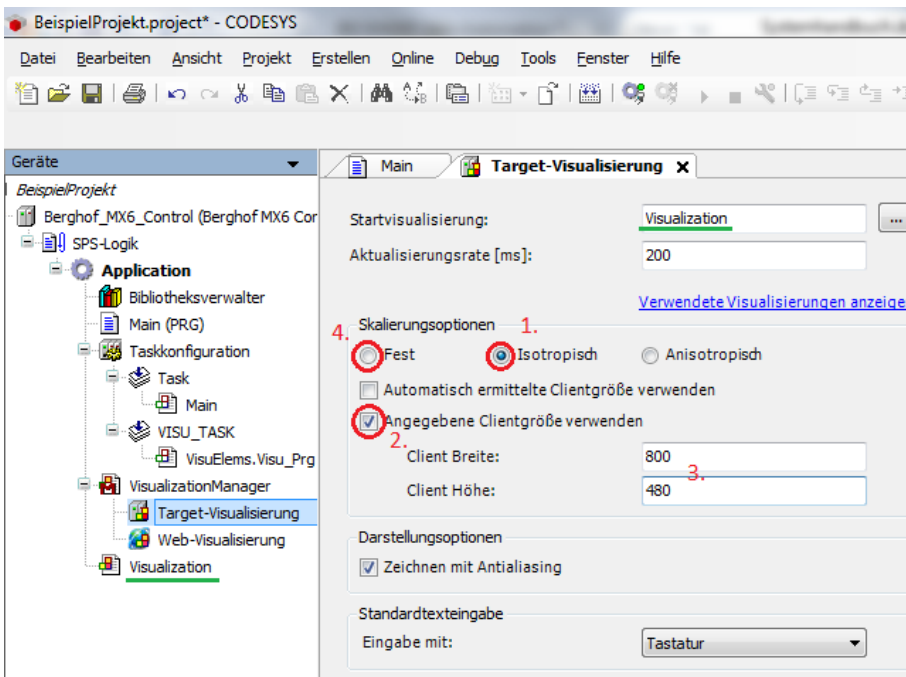 BeispielProjekt.project* - CODESYS
Datei Bearbeiten Ansicht Projekt Erstellen Online Debug Tools Fenster Hilfe
Geräte
BeispielProjekt
Berghof_MX6_Control (Berghof MX6 Cor
SPS-Logik
Application
Bibliotheksverwalter
Main (PRG)
Taskkonfiguration
Task
Main
VISU_TASK
VisuElems.Visu_Prg
VisualizationManager
Target-Visualisierung
Web-Visualisierung
Visualization
Main Target-Visualisierung X
Startvisualisierung: Visualization ...
Aktualisierungsrate [ms]: 200
Verwendete Visualisierungen anzeige
Skalierungsoptionen
4. Fest 1. Isotropisch Anisotropisch
Automatisch ermittelte Clientgröße verwenden
2. Angegebene Clientgröße verwenden
Client Breite: 800
3.
Client Höhe: 480
Darstellungsoptionen
Zeichnen mit Antialiasing
Standardtexteingabe
Eingabe mit: Tastatur